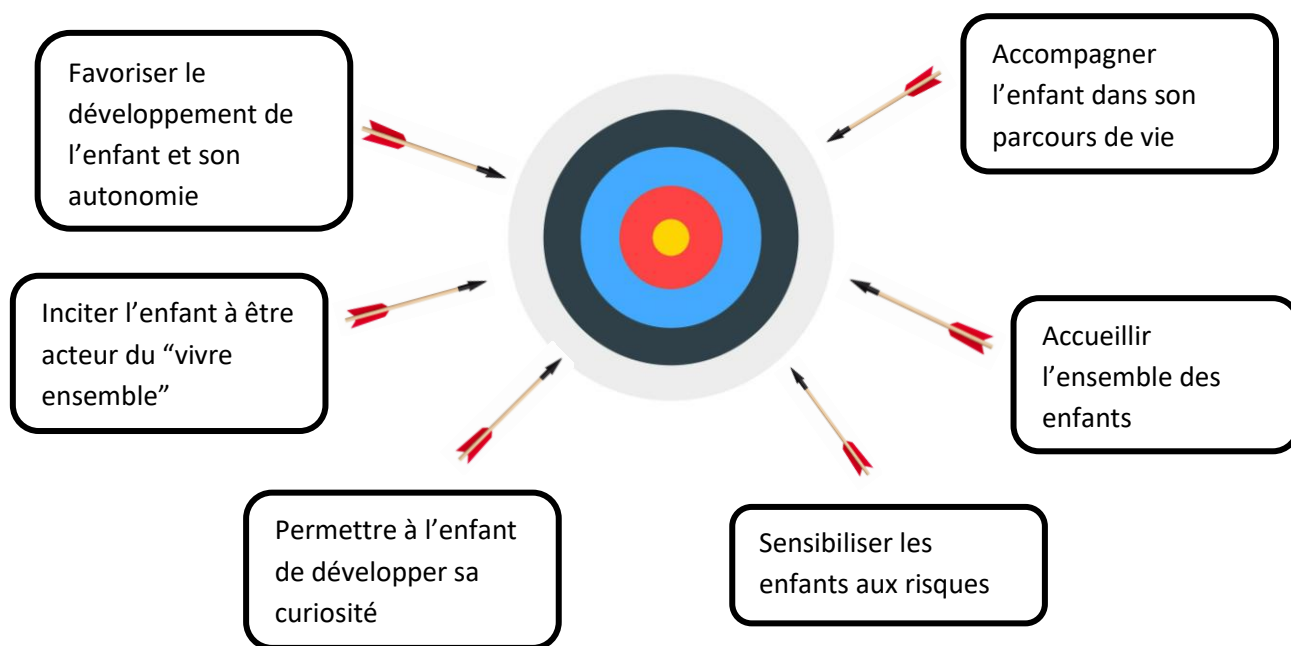 Favoriser le
développement de
l’enfant et son
autonomie
Accompagner
l’enfant dans son
parcours de vie
Inciter l’enfant à être
acteur du “vivre
ensemble”
Accueillir
l’ensemble des
enfants
Permettre à l’enfant
de développer sa
curiosité
Sensibiliser les
enfants aux risques